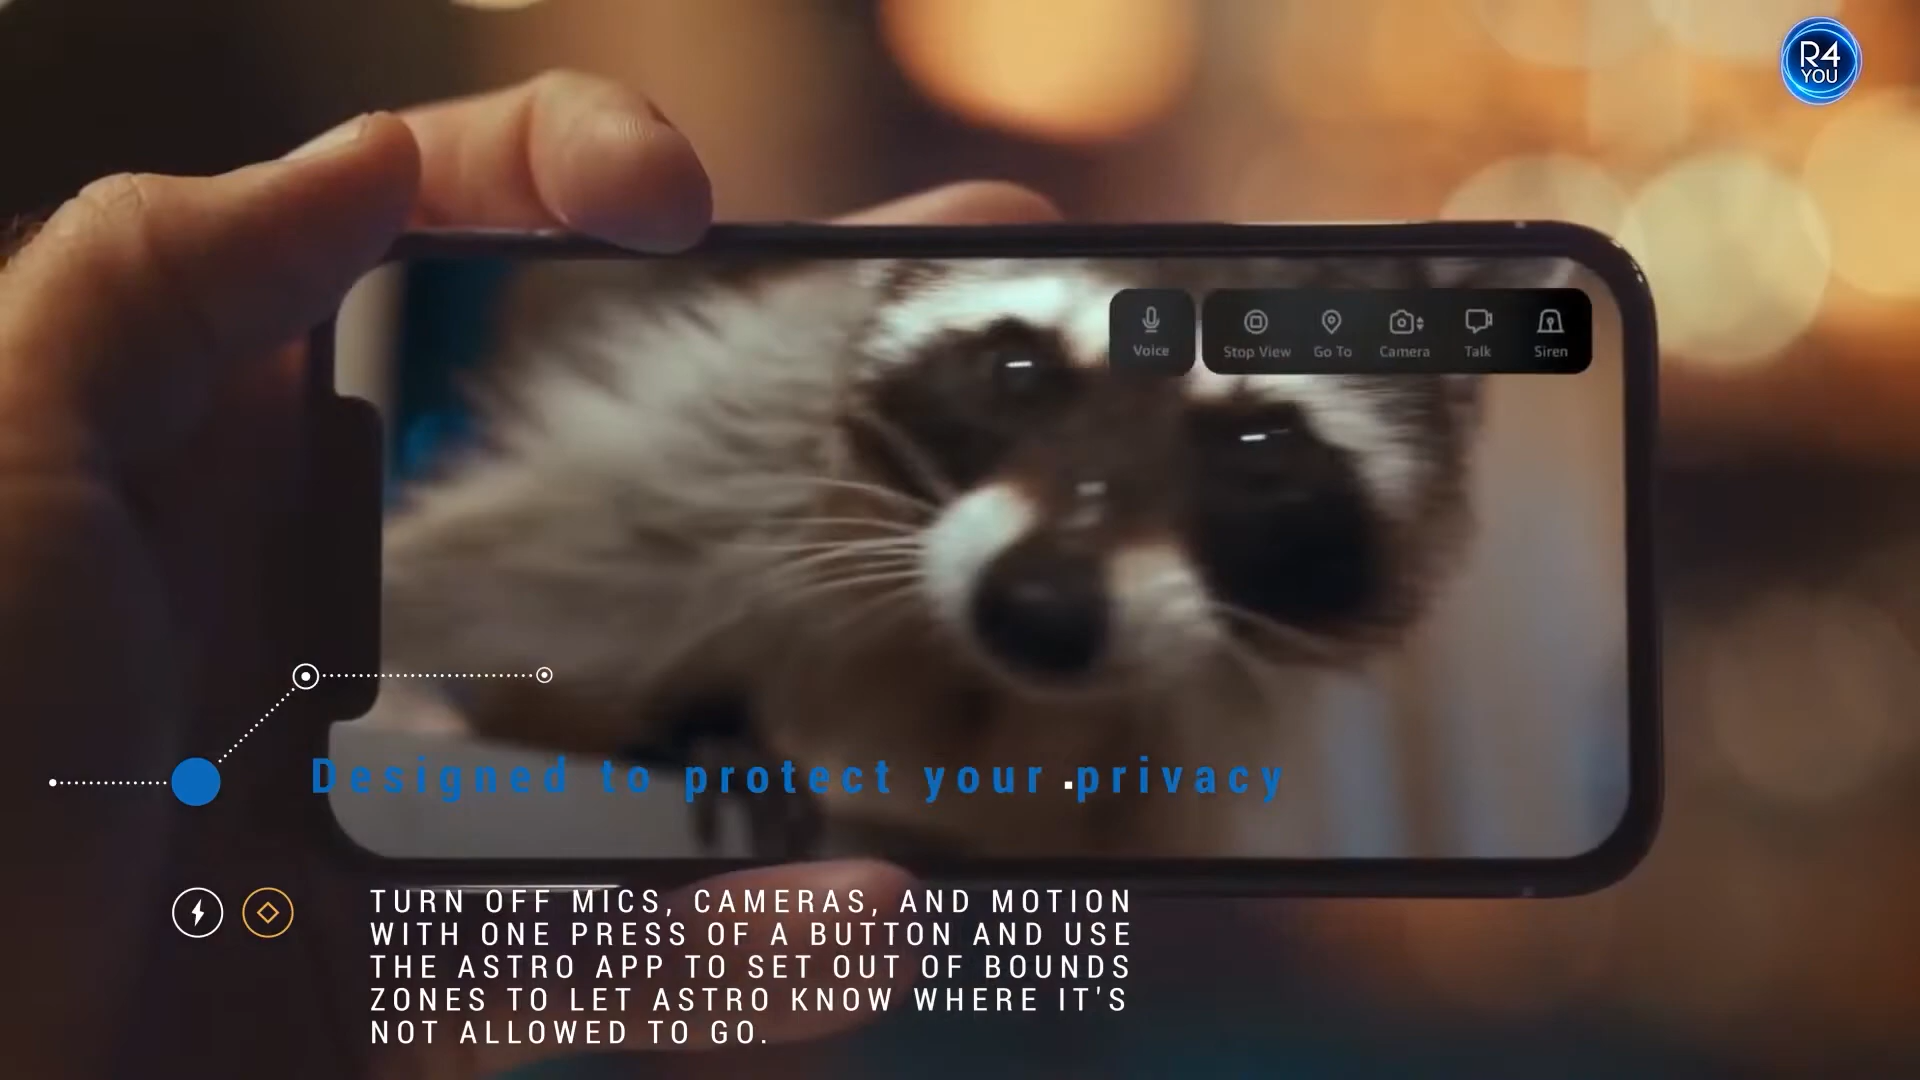 R4
YOU
Voice
Stop View
Go To
Camera
Talk
Siren
Designed to protect your privacy
TURN OFF MICS, CAMERAS, AND MOTION
WITH ONE PRESS OF A BUTTON AND USE
THE ASTRO APP TO SET OUT OF BOUNDS
ZONES TO LET ASTRO KNOW WHERE IT'S
NOT ALLOWED TO GO.